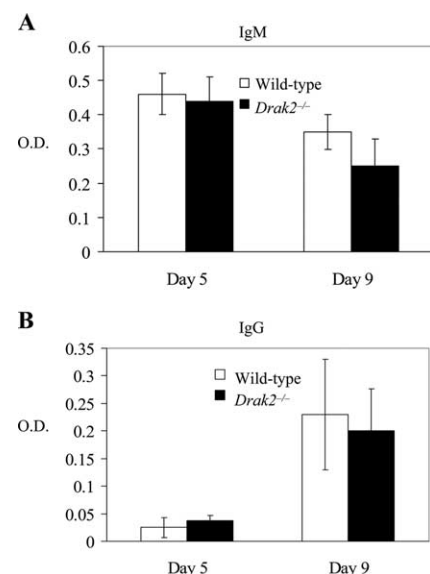 A
IgM
0.6
0.5
0.4
O.D.
0.3
0.2
0.1
0
Wild-type
Drak2-/-
Day 5 Day 9
B
IgG
0.35
0.3
0.25
O.D.
0.2
0.15
0.1
0.05
0
Wild-type
Drak2-/-
Day 5 Day 9